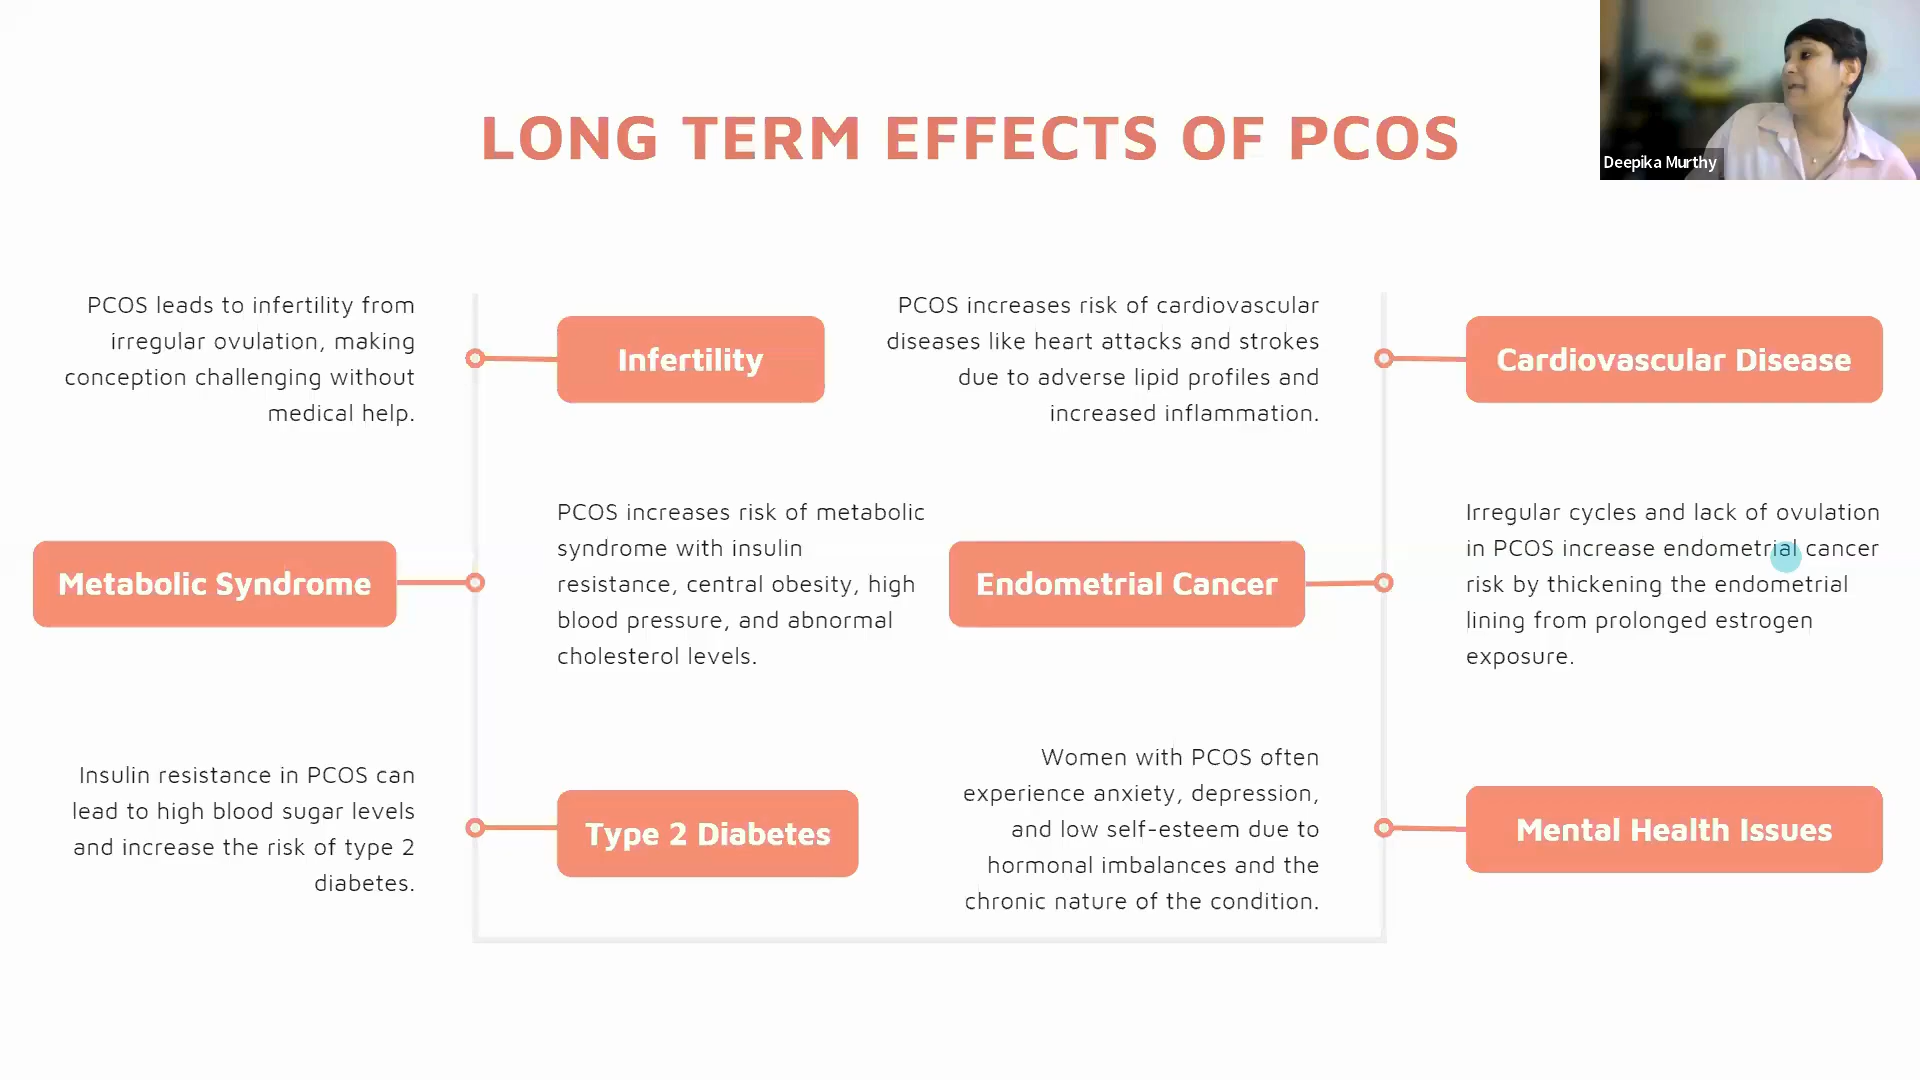 LONG TERM EFFECTS OF PCOS
Deepika Murthy
PCOS leads to infertility from
irregular ovulation, making
conception challenging without
medical help.
Infertility
PCOS increases risk of cardiovascular
diseases like heart attacks and strokes
due to adverse lipid profiles and
increased inflammation.
Cardiovascular Disease
Metabolic Syndrome
PCOS increases risk of metabolic
syndrome with insulin
resistance, central obesity, high
blood pressure, and abnormal
cholesterol levels.
Endometrial Cancer
Irregular cycles and lack of ovulation
in PCOS increase endometrial cancer
risk by thickening the endometrial
lining from prolonged estrogen
exposure.
Insulin resistance in PCOS can
lead to high blood sugar levels
and increase the risk of type 2
diabetes.
Type 2 Diabetes
Women with PCOS often
experience anxiety, depression,
and low self-esteem due to
hormonal imbalances and the
chronic nature of the condition.
Mental Health Issues